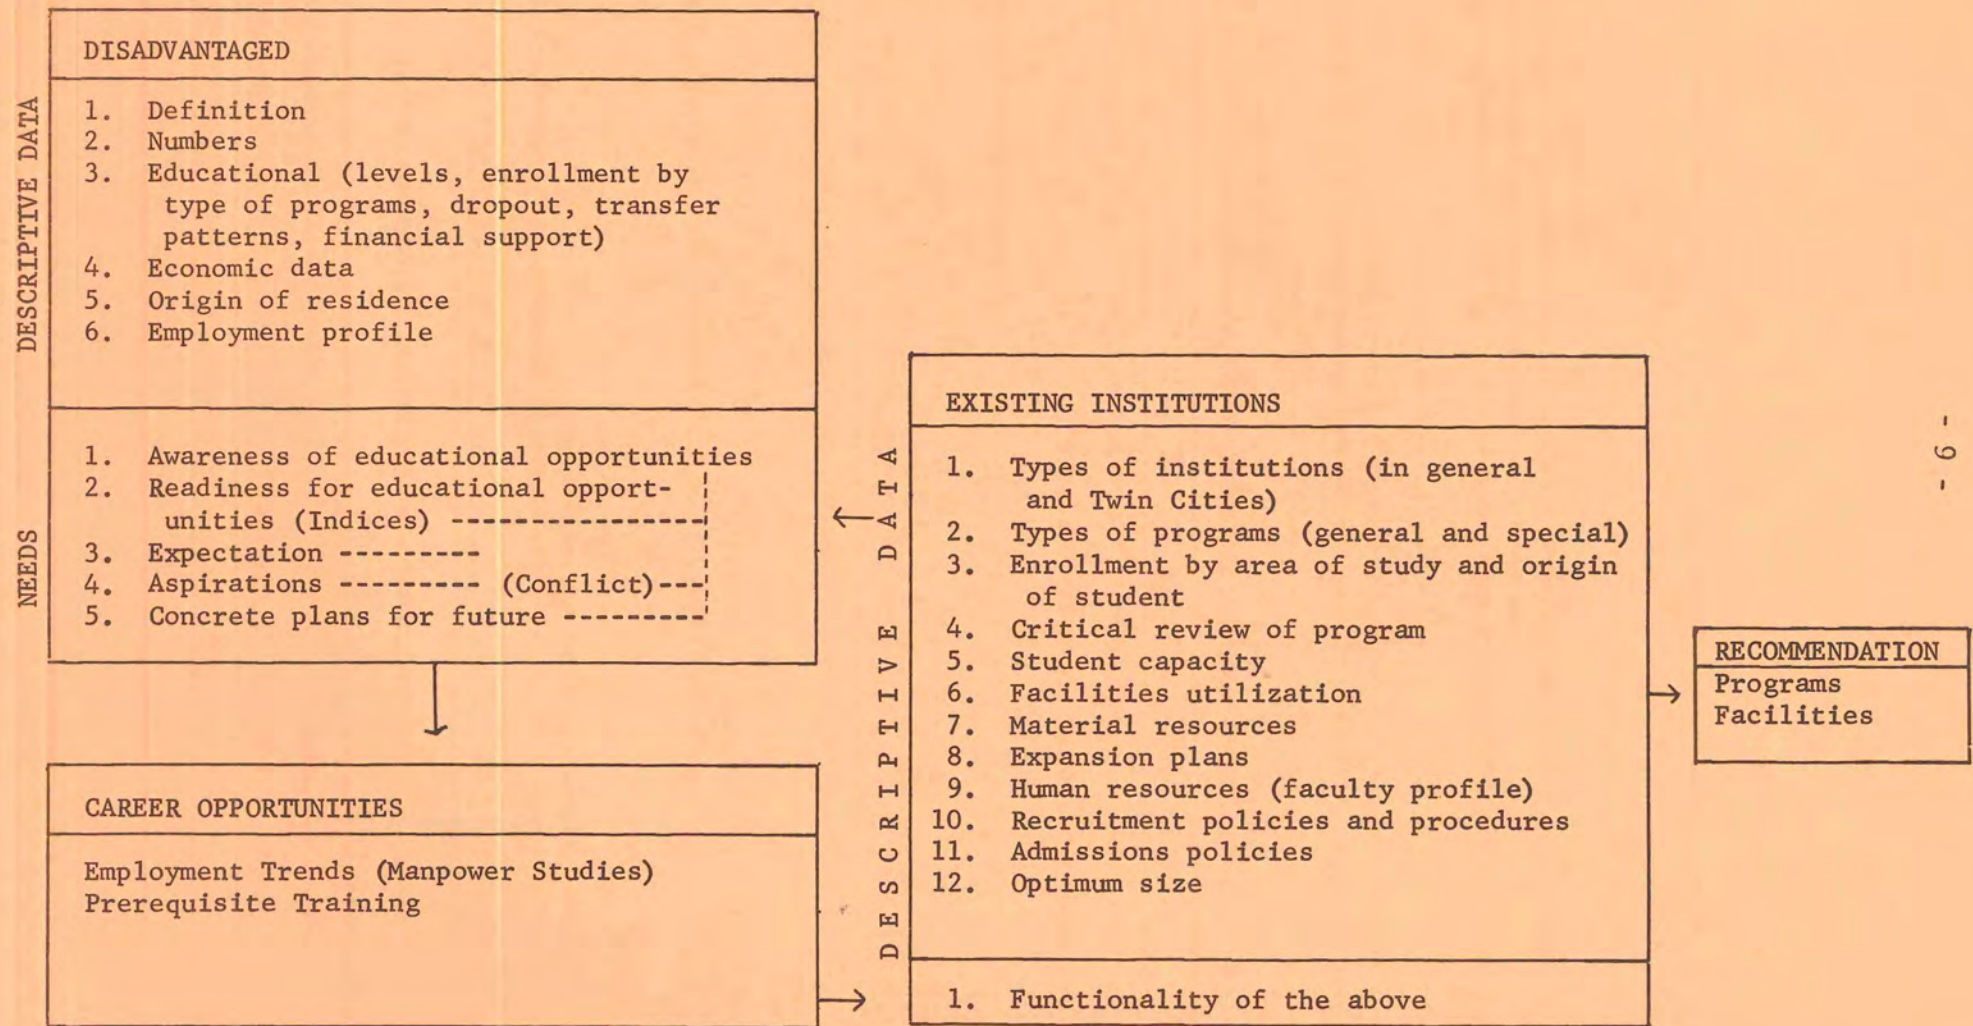 DISADVANTAGED
DESCRIPTIVE DATA
1. Definition
2. Numbers
3. Educational (levels, enrollment by
type of programs, dropout, transfer
patterns, financial support)
4. Economic data
5. Origin of residence
6. Employment profile
NEEDS
1. Awareness of educational opportunities
2. Readiness for educational opport-
unities (Indices) -----------------
3. Expectation ---------
4. Aspirations --------- (Conflict)---
5. Concrete plans for future ---------
CAREER OPPORTUNITIES
Employment Trends (Manpower Studies)
Prerequisite Training
DESCRIPTIVE DATA
EXISTING INSTITUTIONS
1. Types of institutions (in general
and Twin Cities)
2. Types of programs (general and special)
3. Enrollment by area of study and origin
of student
4. Critical review of program
5. Student capacity
6. Facilities utilization
7. Material resources
8. Expansion plans
9. Human resources (faculty profile)
10. Recruitment policies and procedures
11. Admissions policies
12. Optimum size
1. Functionality of the above
RECOMMENDATION
Programs
Facilities
- 9 -